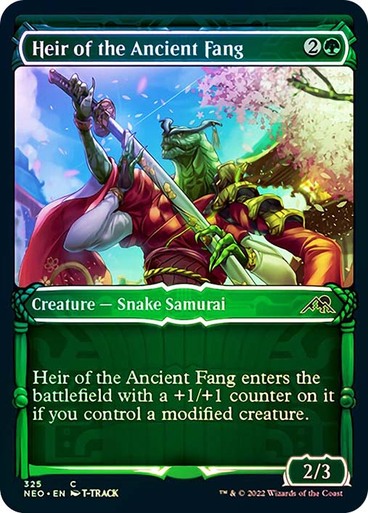 Heir of the Ancient Fang 2
Creature — Snake Samurai
Heir of the Ancient Fang enters the
battlefield with a +1/+1 counter on it
if you control a modified creature.
2/3
325 C
NEO • EN T-TRACK
™ & © 2022 Wizards of the Coast